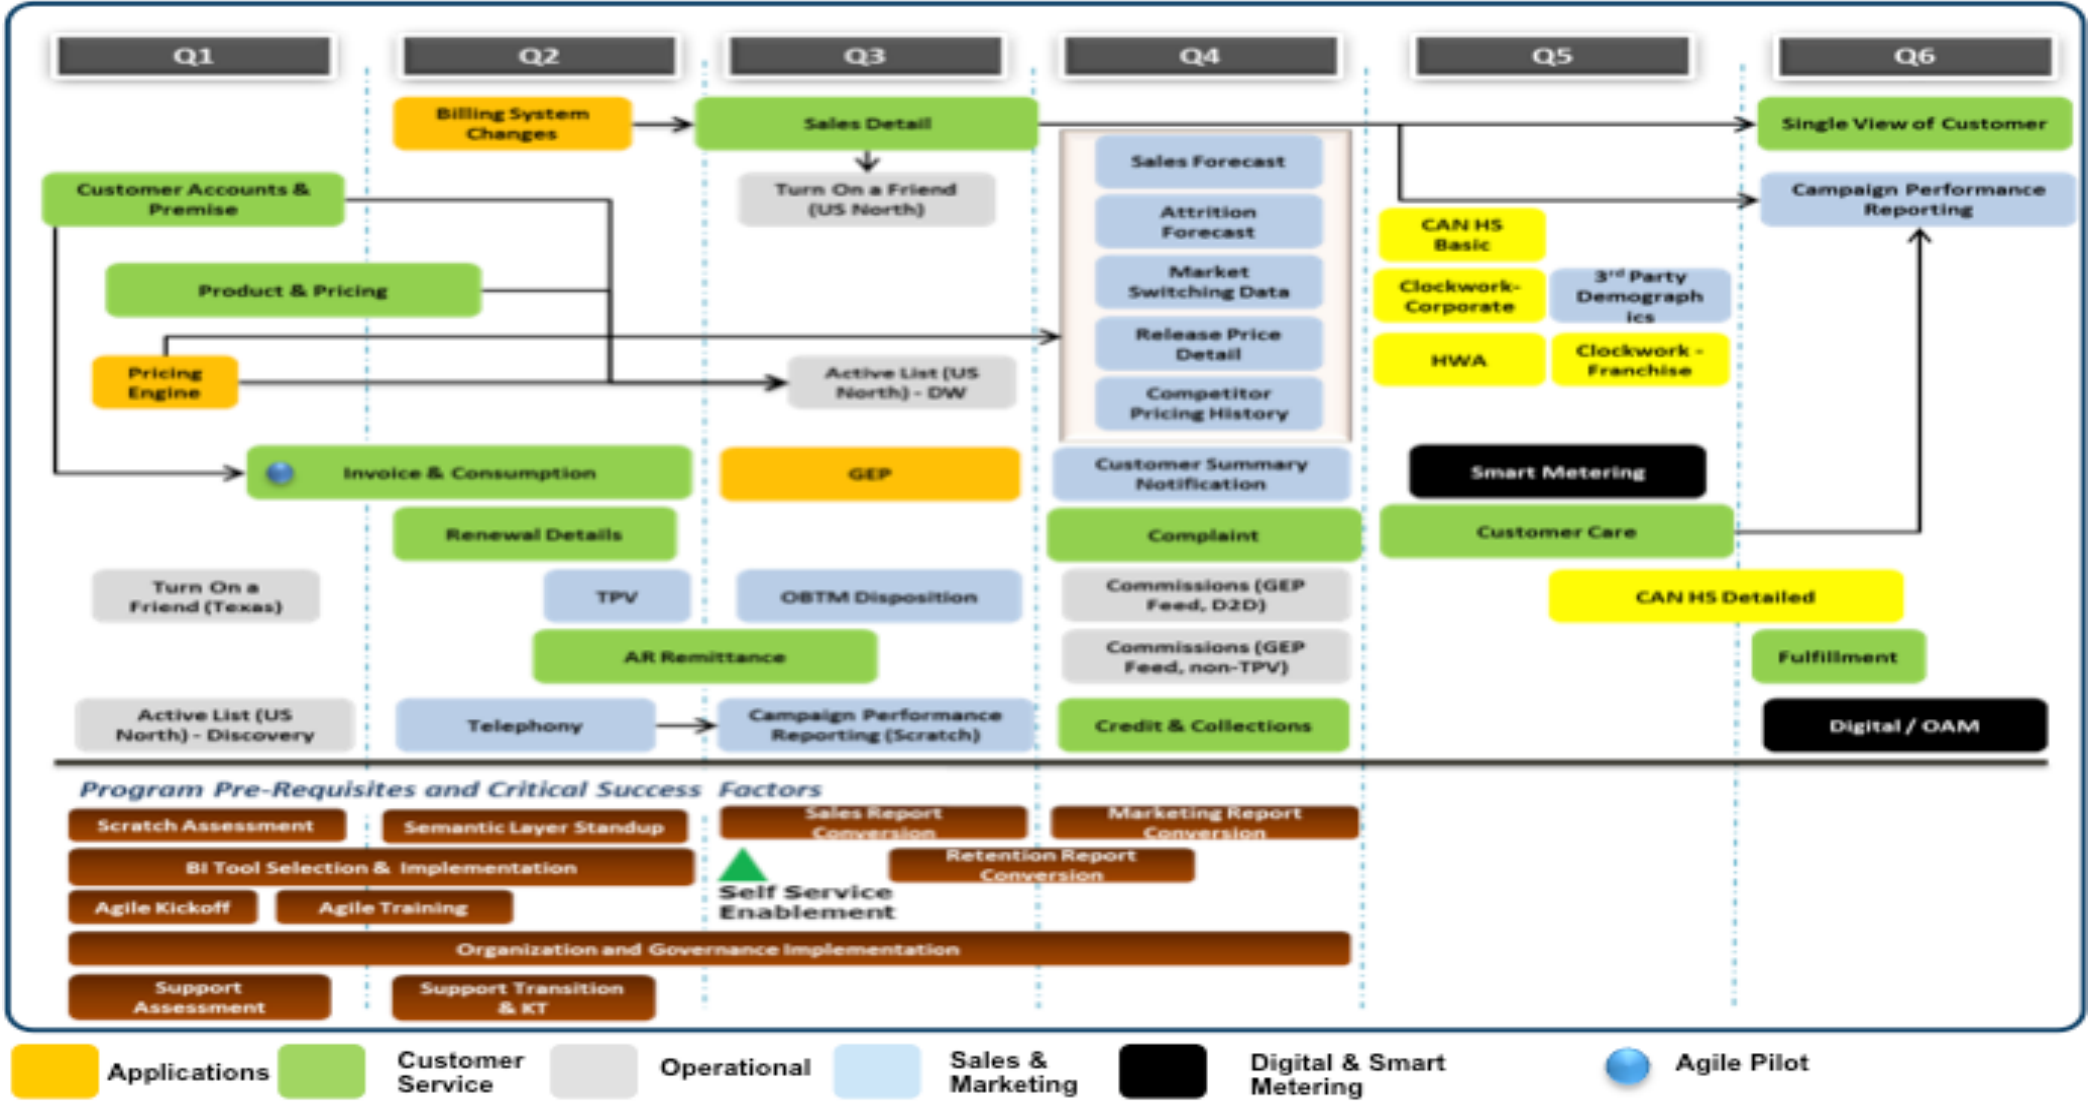 Q1
Q2
Q3
Q4
Q5
Q6
Billing System
Changes
Sales Detail
Single View of Customer
Sales Forecast
Customer Accounts &
Premise
Turn On a Friend
(US North)
Campaign Performance
Reporting
Attrition
Forecast
CAN HS
Basic
Product & Pricing
Market
Switching Data
Clockwork-
Corporate
3rd Party
Demograph
ics
Release Price
Detail
HWA
Clockwork -
Franchise
Pricing
Engine
Active List (US
North) - DW
Competitor
Pricing History
Invoice & Consumption
GEP
Customer Summary
Notification
Smart Metering
Renewal Details
Complaint
Customer Care
Turn On a
Friend (Texas)
TPV
OBTM Disposition
Commissions (GEP
Feed, D2D)
CAN HS Detailed
AR Remittance
Commissions (GEP
Feed, non-TPV)
Fulfillment
Active List (US
North) - Discovery
Telephony
Campaign Performance
Reporting (Scratch)
Credit & Collections
Digital / OAM
Program Pre-Requisites and Critical Success Factors
Scratch Assessment
Semantic Layer Standup
Sales Report
Conversion
Marketing Report
Conversion
BI Tool Selection & Implementation
Retention Report
Conversion
Self Service
Enablement
Agile Kickoff
Agile Training
Organization and Governance Implementation
Support
Assessment
Support Transition
& KT
Applications
Customer
Service
Operational
Sales &
Marketing
Digital & Smart
Metering
Agile Pilot